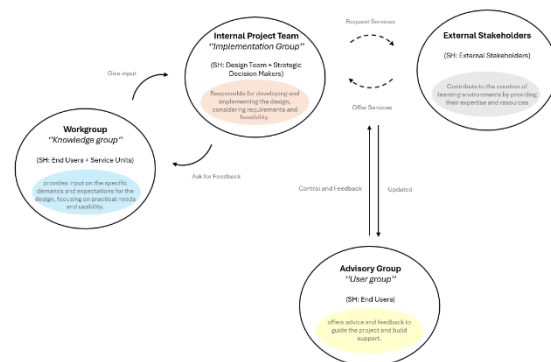 Internal Project Team
"Implementation Group"
(SH: Design Team + Strategic
Decision Makers)
Responsible for developing and
implementing the design,
considering requirements and
feasibility.
Request Services
Offer Services
External Stakeholders
(SH: External Stakeholders)
Contribute to the creation of
learning environments by providing
their expertise and resources.
Give input
Ask for Feedback
Workgroup
"Knowledge group"
(SH: End Users + Service Units)
provides input on the specific
demands and expectations for the
design, focusing on practical needs
and usability.
Control and Feedback
Updated
Advisory Group
"User group"
(SH: End Users)
offers advice and feedback to
guide the project and build
support.